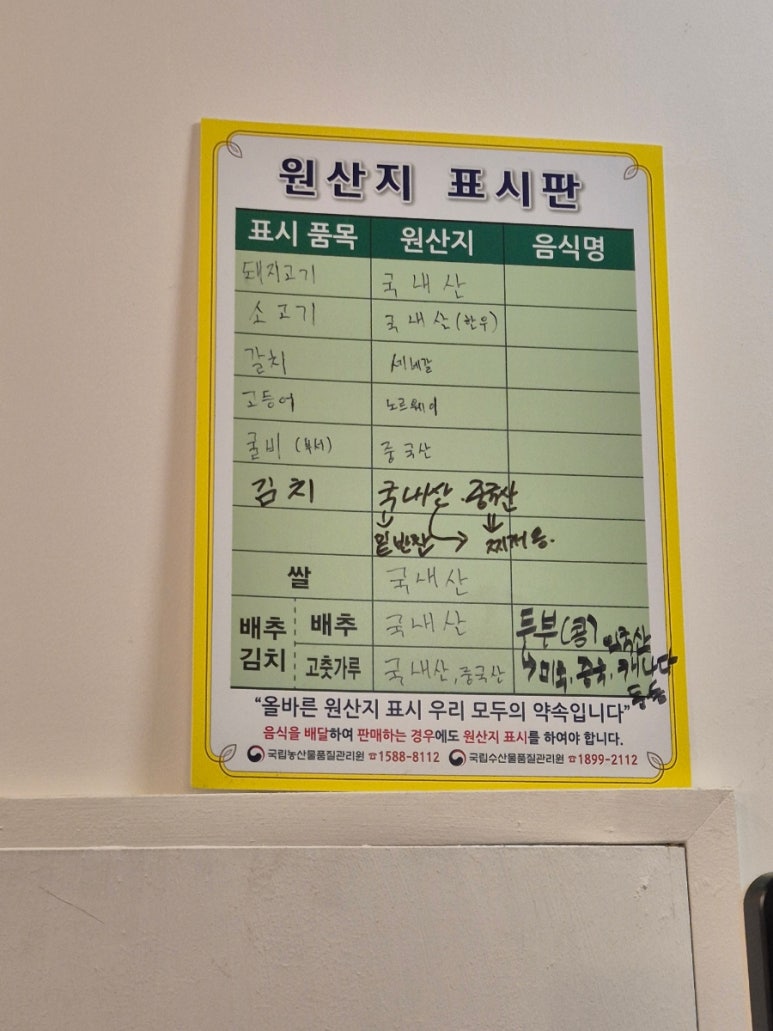 원산지 표시판
표시 품목 원산지 음식명
돼지고기 국내산
소고기 국내산(한우)
갈치 세네갈
고등어 노르웨이
굴비 (부서) 중국산
김치 국내산. 중국산
밑반찬 찌개용.
쌀 국내산
배추김치 배추 국내산 두부(콩) 외국산
고춧가루 국내산, 중국산 미국, 중국, 캐나다
등등
“올바른 원산지 표시 우리 모두의 약속입니다”
음식을 배달하여 판매하는 경우에도 원산지 표시를 하여야 합니다.
국립농산물품질관리원 ☎1588-8112 국립수산물품질관리원 ☎1899-2112